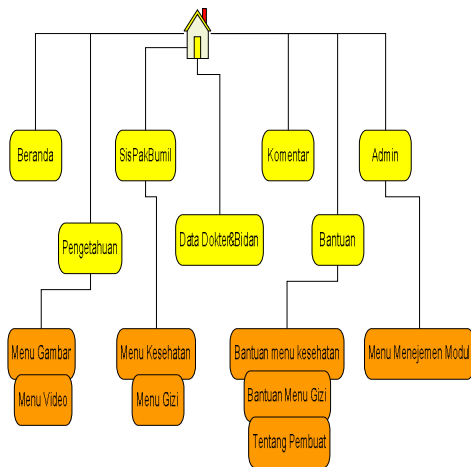 Beranda
SisPakBumil
Komentar
Admin
Pengetahuan
Data Dokter&Bidan
Bantuan
Menu Gambar
Menu Video
Menu Kesehatan
Menu Gizi
Bantuan menu kesehatan
Bantuan Menu Gizi
Tentang Pembuat
Menu Menejemen Modul